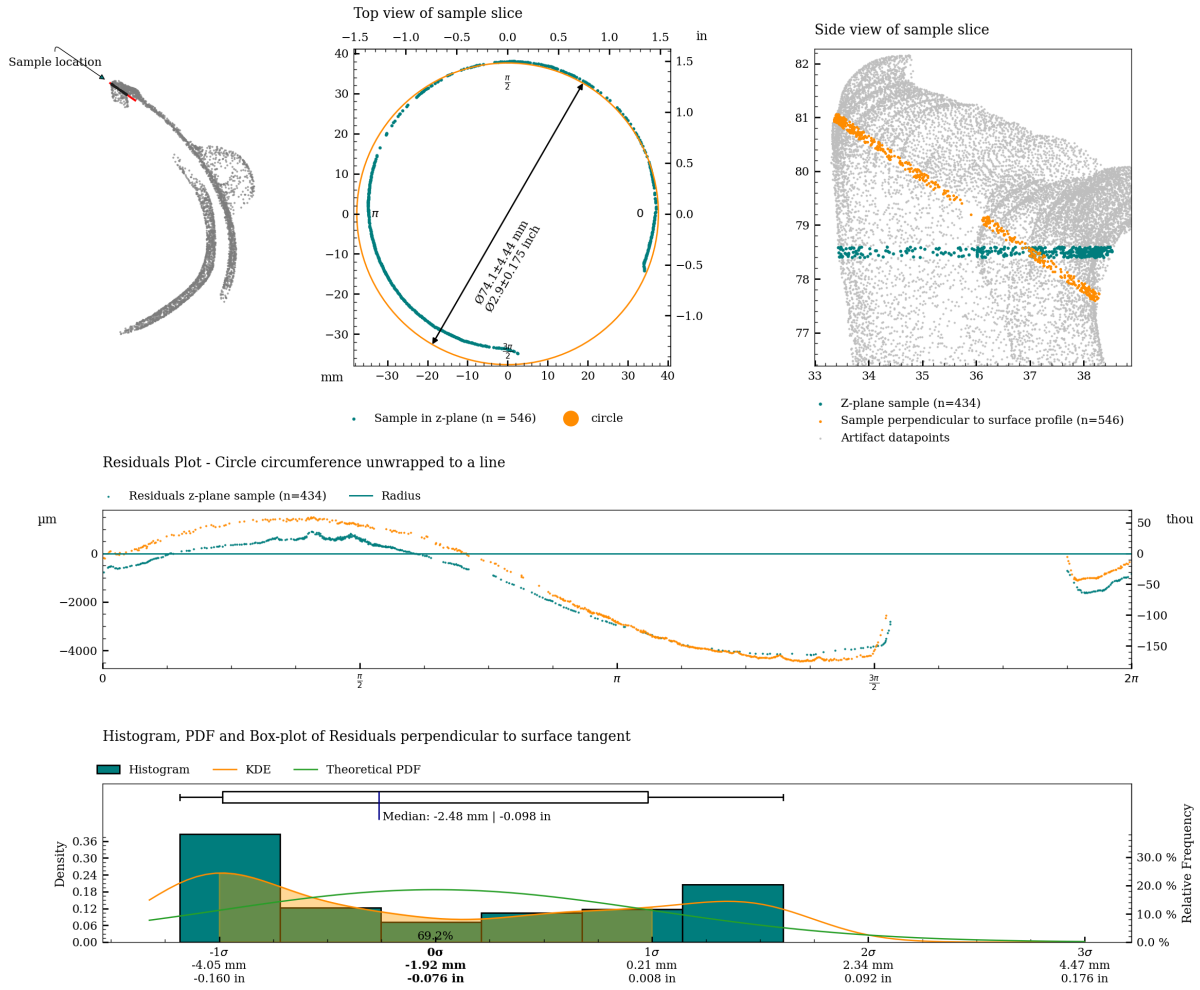 Top view of sample slice
Side view of sample slice
Sample location
−1.5 −1.0 −0.5 0.0 0.5 1.0 1.5 in
40
30
20
10
0
−10
−20
−30
mm
−30 −20 −10 0 10 20 30 40
1.5
1.0
0.5
0.0
−0.5
−1.0
π/2
π
0
3π/2
Ø74.1±4.44 mm
Ø2.9±0.175 inch
Sample in z-plane (n = 546) circle
82
81
80
79
78
77
33 34 35 36 37 38
Z-plane sample (n=434)
Sample perpendicular to surface profile (n=546)
Artifact datapoints
Residuals Plot - Circle circumference unwrapped to a line
Residuals z-plane sample (n=434) Radius
µm
thou
0
−2000
−4000
50
0
−50
−100
−150
0 π/2 π 3π/2 2π
Histogram, PDF and Box-plot of Residuals perpendicular to surface tangent
Histogram KDE Theoretical PDF
Median: -2.48 mm | -0.098 in
Density
0.36
0.30
0.24
0.18
0.12
0.06
0.00
Relative Frequency
30.0 %
20.0 %
10.0 %
0.0 %
69.2%
-1σ 0σ 1σ 2σ 3σ
-4.05 mm -1.92 mm 0.21 mm 2.34 mm 4.47 mm
-0.160 in -0.076 in 0.008 in 0.092 in 0.176 in